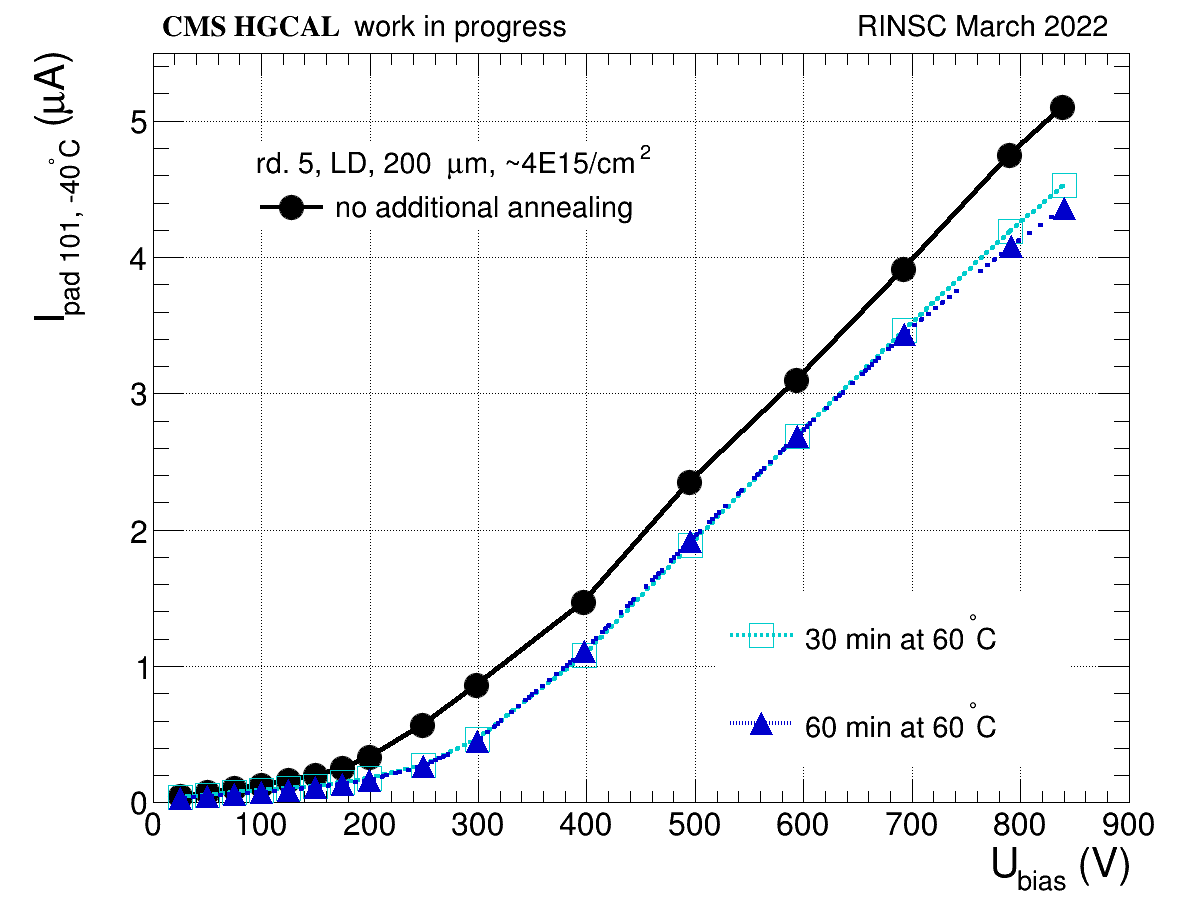 CMS HGCAL work in progress RINSC March 2022
I pad 101, -40°C (μA)
5
4
3
2
1
0
rd. 5, LD, 200 μm, ~4E15/cm²
no additional annealing
30 min at 60°C
60 min at 60°C
0 100 200 300 400 500 600 700 800 900
U bias (V)